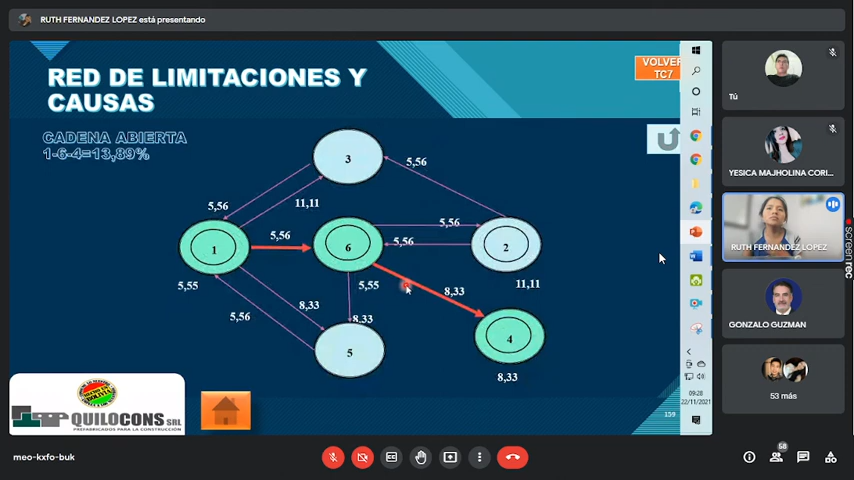 RUTH FERNANDEZ LOPEZ está presentando
RED DE LIMITACIONES Y
CAUSAS
VOLVER
TC7
CADENA ABIERTA
1-6-4=13,89%
3
5,56
5,56
11,11
5,56
5,56
5,56
1
6
2
5,55
5,55
11,11
8,33
8,33
5,56
8,33
5
4
8,33
QUILOCONS SRL
PREFABRICADOS PARA LA CONSTRUCCIÓN
159
09:28
22/11/2021
Tú
YESICA MAJHOLINA CORI...
RUTH FERNANDEZ LOPEZ
GONZALO GUZMAN
53 más
screenrec
meo-kxfo-buk
58